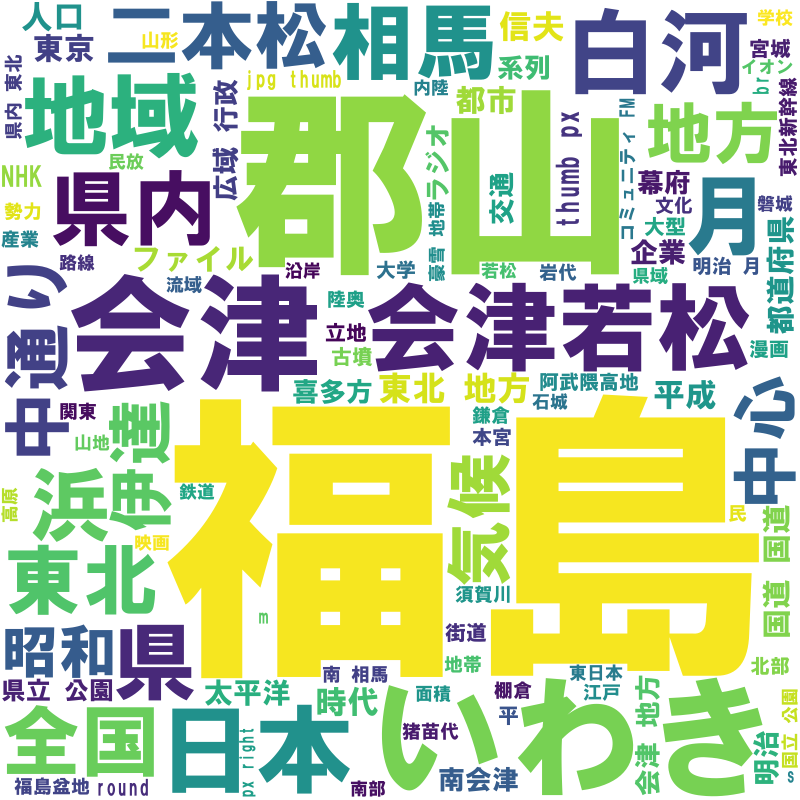 人口
二本松
相馬
信夫
白河
学校
東京
山形
系列
宮城
イオン
県内 東北
地域
行政
jpg thumb
内陸
都市
コミュニティ FM
br
東北新幹線
地方
NHK
民放
広域
郡山
ラジオ
豪雪 地帯
交通
thumb px
幕府
文化
磐城
勢力
県内
月
産業
ファイル
企業
大型
都道府県
路線
流域
沿岸
大学
若松
岩代
県域
明治 月
中通り
会津
陸奥
立地
古墳
会津若松
漫画
喜多方
東北 地方
阿武隈高地
石城
平成
関東
山地
伊達
鎌倉
本宮
中心
高原
浜
鉄道
気候
民
国道
映画
福島
東北
須賀川
国道
m
昭和
県
街道
地帯
北部
県立 公園
太平洋
時代
南 相馬
面積
棚倉
東日本
江戸
全国
日本
いわき
猪苗代
平
会津 地方
明治
国立 公園
px right
南会津
福島盆地
round
南部
s